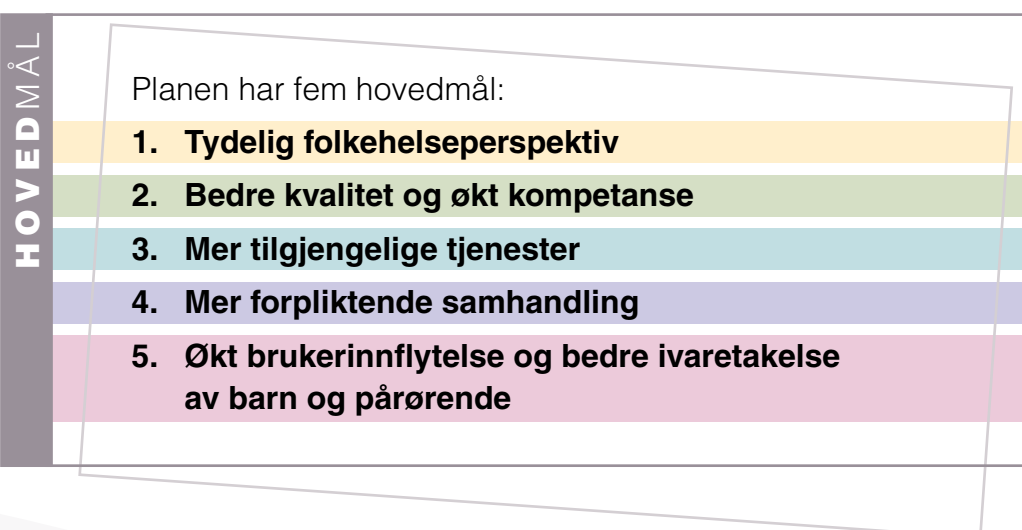 HOVEDMÅL
Planen har fem hovedmål:
1. Tydelig folkehelseperspektiv
2. Bedre kvalitet og økt kompetanse
3. Mer tilgjengelige tjenester
4. Mer forpliktende samhandling
5. Økt brukerinnflytelse og bedre ivaretakelse
av barn og pårørende